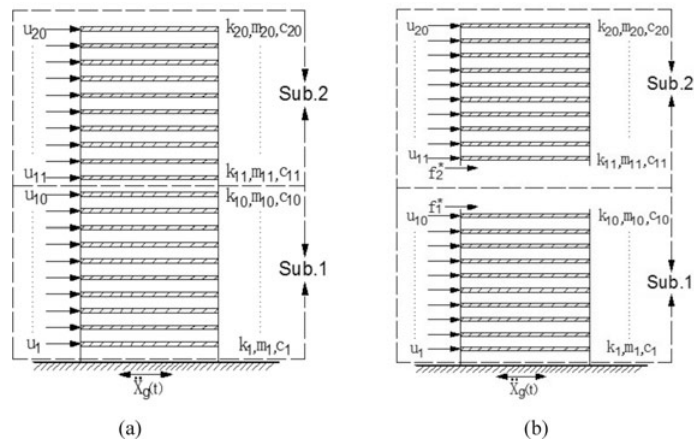 u20
k20,m20,c20
Sub.2
u11
k11,m11,c11
u10
k10,m10,c10
Sub.1
u1
k1,m1,c1
Ẍg(t)
(a)
u20
k20,m20,c20
Sub.2
u11
k11,m11,c11
f2*
f1*
u10
k10,m10,c10
Sub.1
u1
k1,m1,c1
Ẍg(t)
(b)